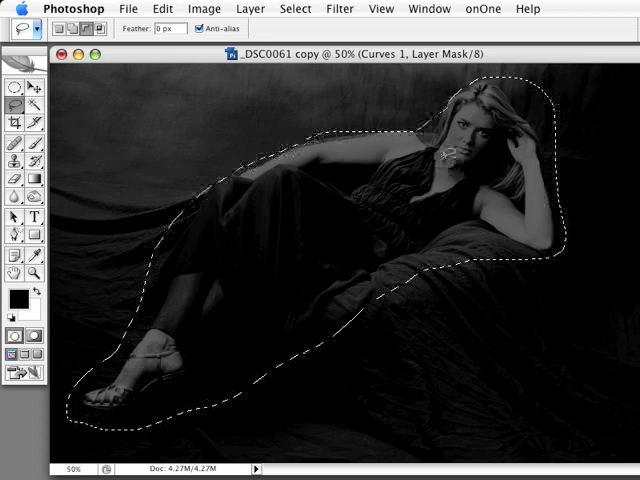 Photoshop File Edit Image Layer Select Filter View Window onOne Help
Feather: 0 px Anti-alias
_DSC0061 copy @ 50% (Curves 1, Layer Mask/8)
T
50% Doc: 4.27M/4.27M